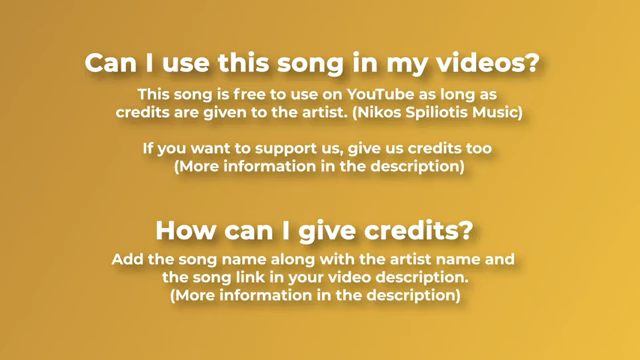 Can I use this song in my videos?
This song is free to use on YouTube as long as
credits are given to the artist. (Nikos Spiliotis Music)
If you want to support us, give us credits too
(More information in the description)
How can I give credits?
Add the song name along with the artist name and
the song link in your video description.
(More information in the description)